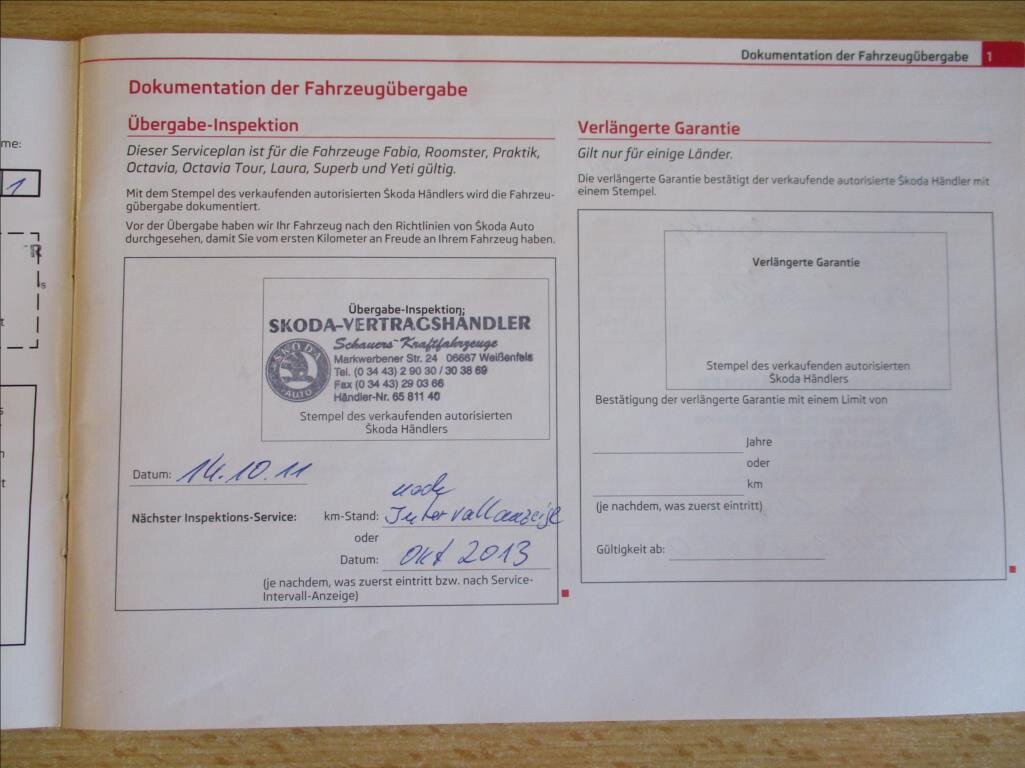 me:
1
R
s
t
s
n
t
Dokumentation der Fahrzeugübergabe 1
Dokumentation der Fahrzeugübergabe
Übergabe-Inspektion
Dieser Serviceplan ist für die Fahrzeuge Fabia, Roomster, Praktik,
Octavia, Octavia Tour, Laura, Superb und Yeti gültig.
Mit dem Stempel des verkaufenden autorisierten Škoda Händlers wird die Fahrzeu-
gübergabe dokumentiert.
Vor der Übergabe haben wir Ihr Fahrzeug nach den Richtlinien von Škoda Auto
durchgesehen, damit Sie vom ersten Kilometer an Freude an Ihrem Fahrzeug haben.
Übergabe-Inspektion;
SKODA-VERTRAGSHÄNDLER
Schauers Kraftfahrzeuge
Markwerbener Str. 24 06667 Weißenfels
Tel. (0 34 43) 2 90 30 / 30 38 69
Fax (0 34 43) 29 03 66
Händler-Nr. 65 811 40
SKODA
AUTO
Stempel des verkaufenden autorisierten
Škoda Händlers
Datum: 14.10.11
Nächster Inspektions-Service: km-Stand: nach
Intervallanzeige
oder
Datum: Okt 2013
(je nachdem, was zuerst eintritt bzw. nach Service-
Intervall-Anzeige)
Verlängerte Garantie
Gilt nur für einige Länder.
Die verlängerte Garantie bestätigt der verkaufende autorisierte Škoda Händler mit
einem Stempel.
Verlängerte Garantie
Stempel des verkaufenden autorisierten
Škoda Händlers
Bestätigung der verlängerte Garantie mit einem Limit von
Jahre
oder
km
(je nachdem, was zuerst eintritt)
Gültigkeit ab: